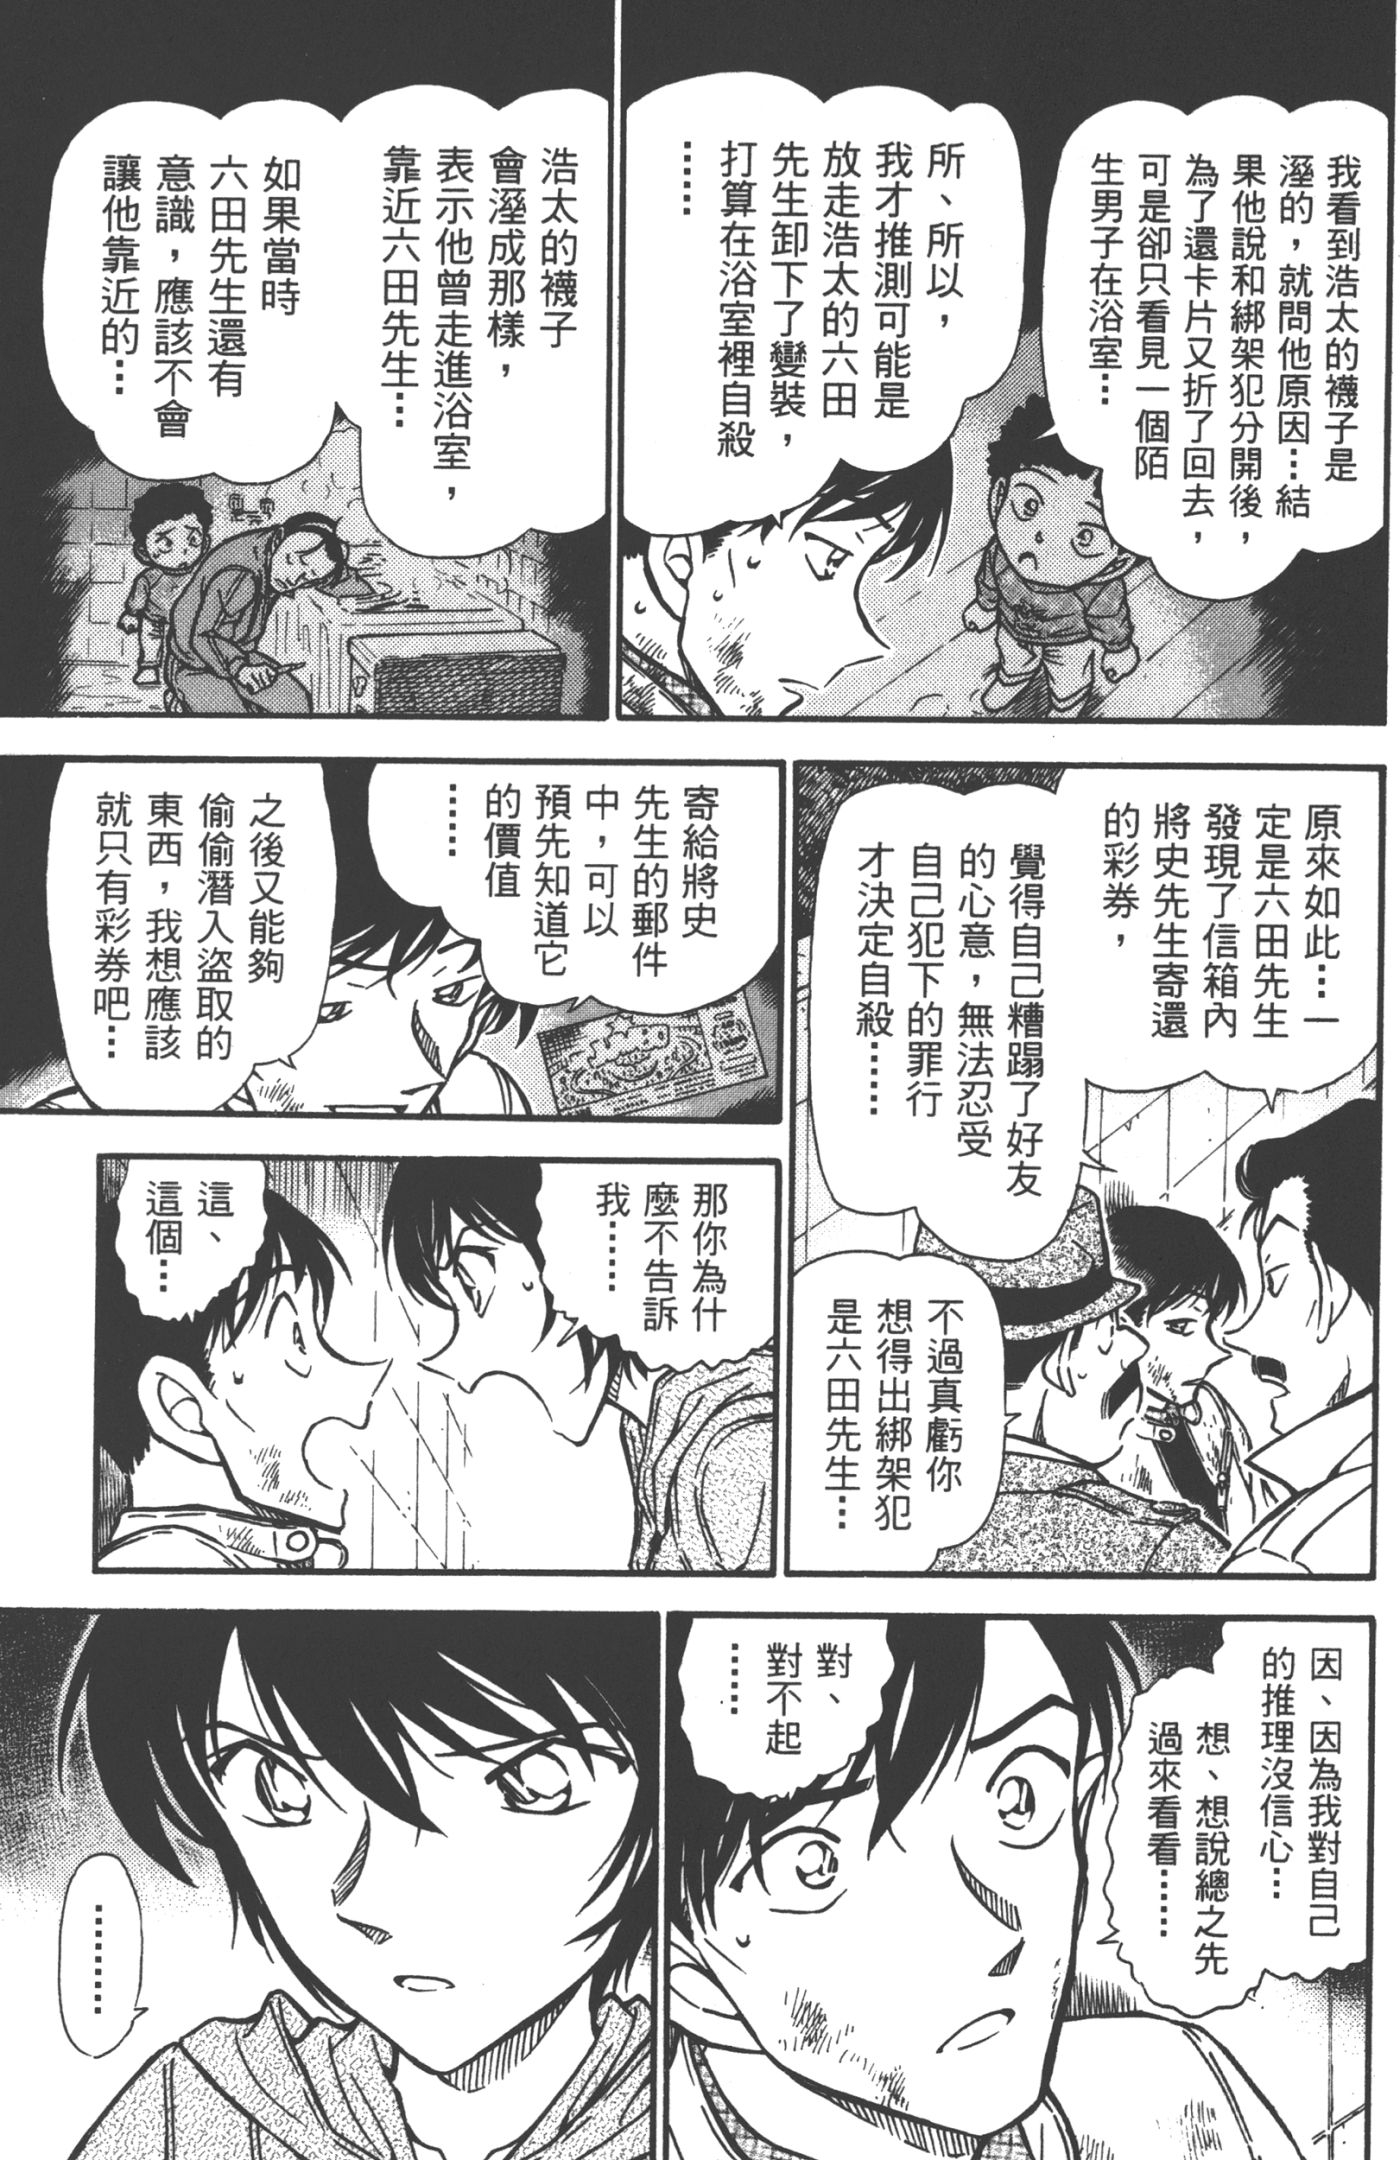 我看到浩太的襪子是
溼的，就問他原因…結
果他說和綁架犯分開後，
為了還卡片又折了回去，
可是卻只看見一個陌
生男子在浴室…
所、所以，
我才推測可能是
放走浩太的六田
先生卸下了變裝，
打算在浴室裡自殺
……
浩太的襪子
會溼成那樣，
表示他曾走進浴室，
靠近六田先生…
如果當時
六田先生還有
意識，應該不會
讓他靠近的…
原來如此…一
定是六田先生
發現了信箱內
將史先生寄還
的彩券，
覺得自己糟蹋了好友
的心意，無法忍受
自己犯下的罪行
才決定自殺……
不過真虧你
想得出綁架犯
是六田先生…
寄給將史
先生的郵件
中，可以
預先知道它
的價值
……
之後又能夠
偷偷潛入盜取的
東西，我想應該
就只有彩券吧…
那你為什
麼不告訴
我……
這、
這個…
因、因為我對自己
的推理沒信心…
想、想說總之先
過來看看……
對、
對不起
……
………